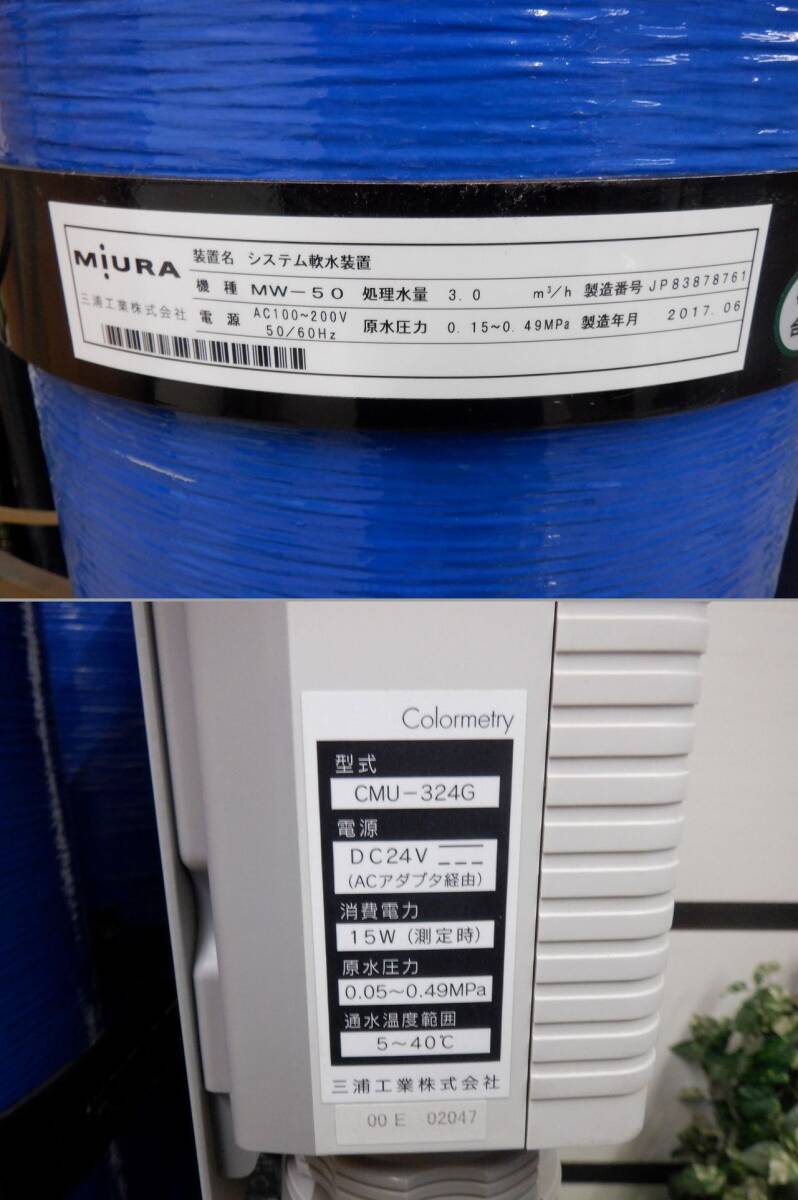 MiURA
三浦工業株式会社
装置名 システム軟水装置
機種 MW-50 処理水量 3.0 m³/h 製造番号 JP83878761
電源 AC100~200V 50/60Hz 原水圧力 0.15~0.49MPa 製造年月 2017.06
Colormetry
型式
CMU-324G
電源
DC24V
(ACアダプタ経由)
消費電力
15W (測定時)
原水圧力
0.05~0.49MPa
通水温度範囲
5~40℃
三浦工業株式会社
00E 02047